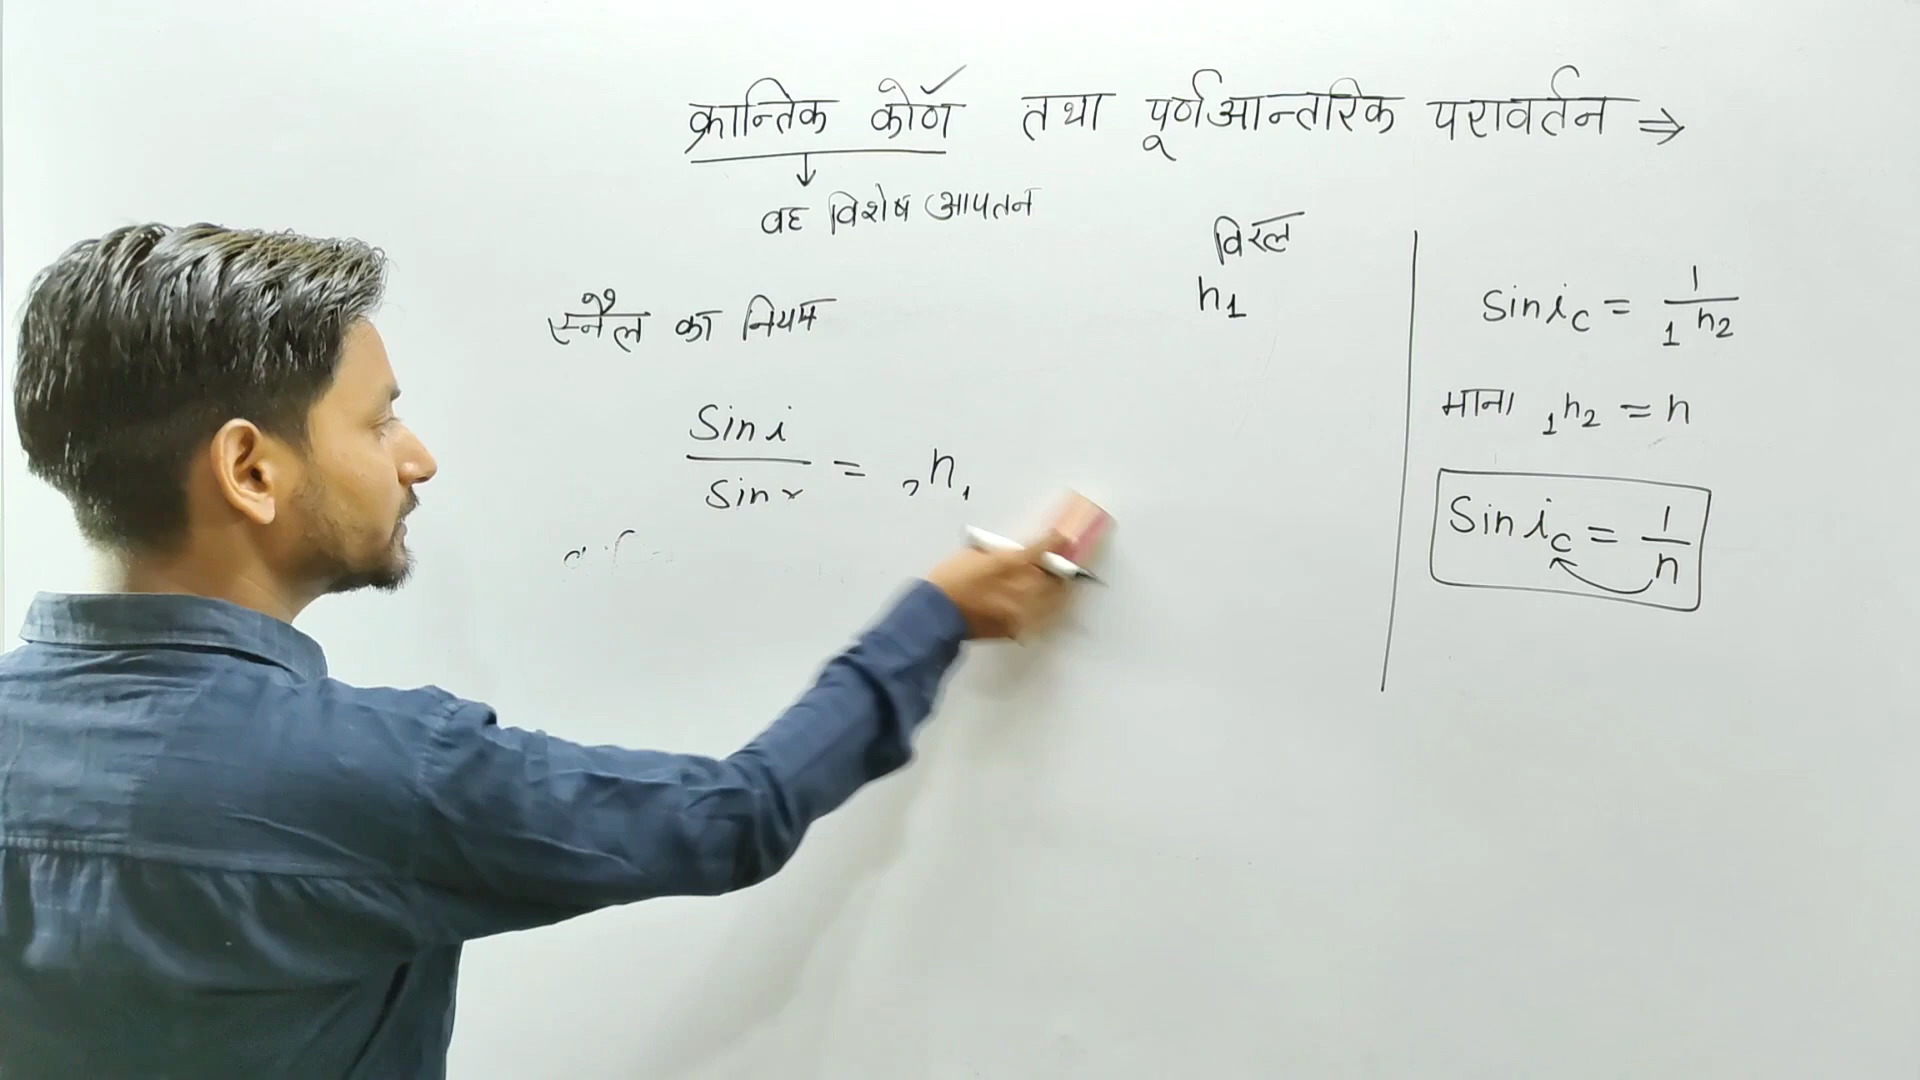 क्रान्तिक कोण तथा पूर्णआन्तरिक परावर्तन ⇒
↓
वह विशेष आपतन
स्नैल का नियम
Sin i / Sin r = ₂n₁
विरल
n₁
Sin i_C = 1 / ₁n₂
माना ₁n₂ = n
Sin i_C = 1 / n